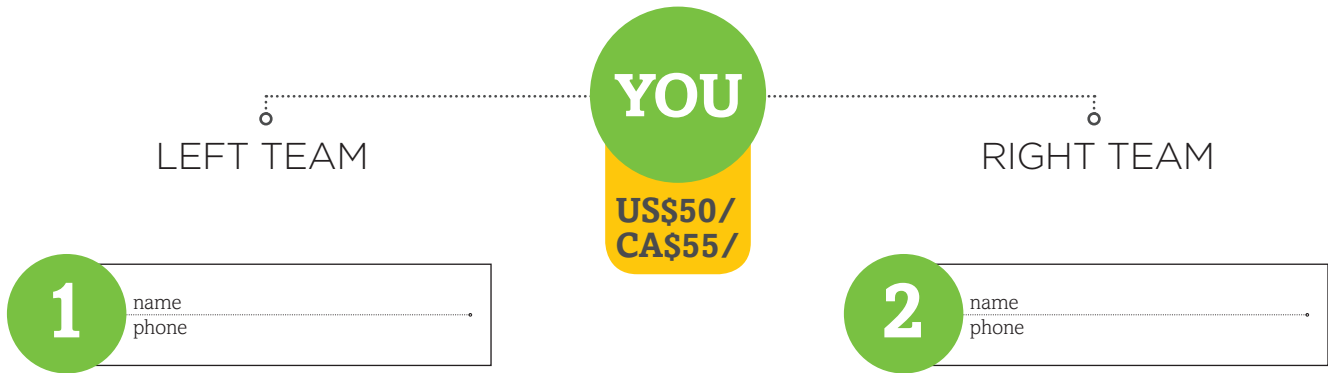 YOU
LEFT TEAM
RIGHT TEAM
US$50/
CA$55/
1
name
phone
2
name
phone